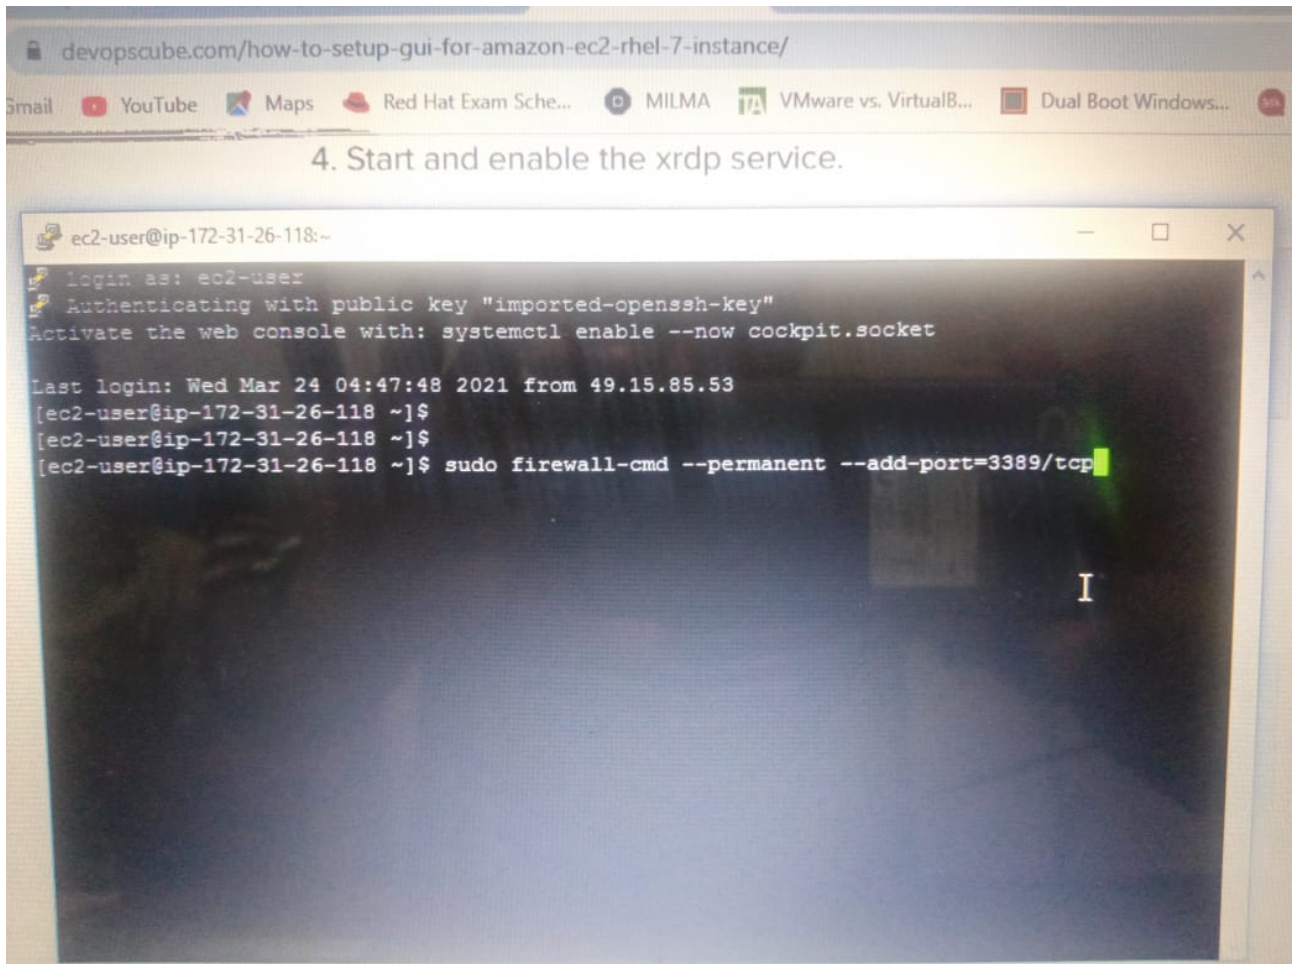 devopscube.com/how-to-setup-gui-for-amazon-ec2-rhel-7-instance/
Gmail YouTube Maps Red Hat Exam Sche... MILMA VMware vs. VirtualB... Dual Boot Windows...
4. Start and enable the xrdp service.
ec2-user@ip-172-31-26-118:~
login as: ec2-user
Authenticating with public key "imported-openssh-key"
Activate the web console with: systemctl enable --now cockpit.socket
Last login: Wed Mar 24 04:47:48 2021 from 49.15.85.53
[ec2-user@ip-172-31-26-118 ~]$
[ec2-user@ip-172-31-26-118 ~]$
[ec2-user@ip-172-31-26-118 ~]$ sudo firewall-cmd --permanent --add-port=3389/tcp